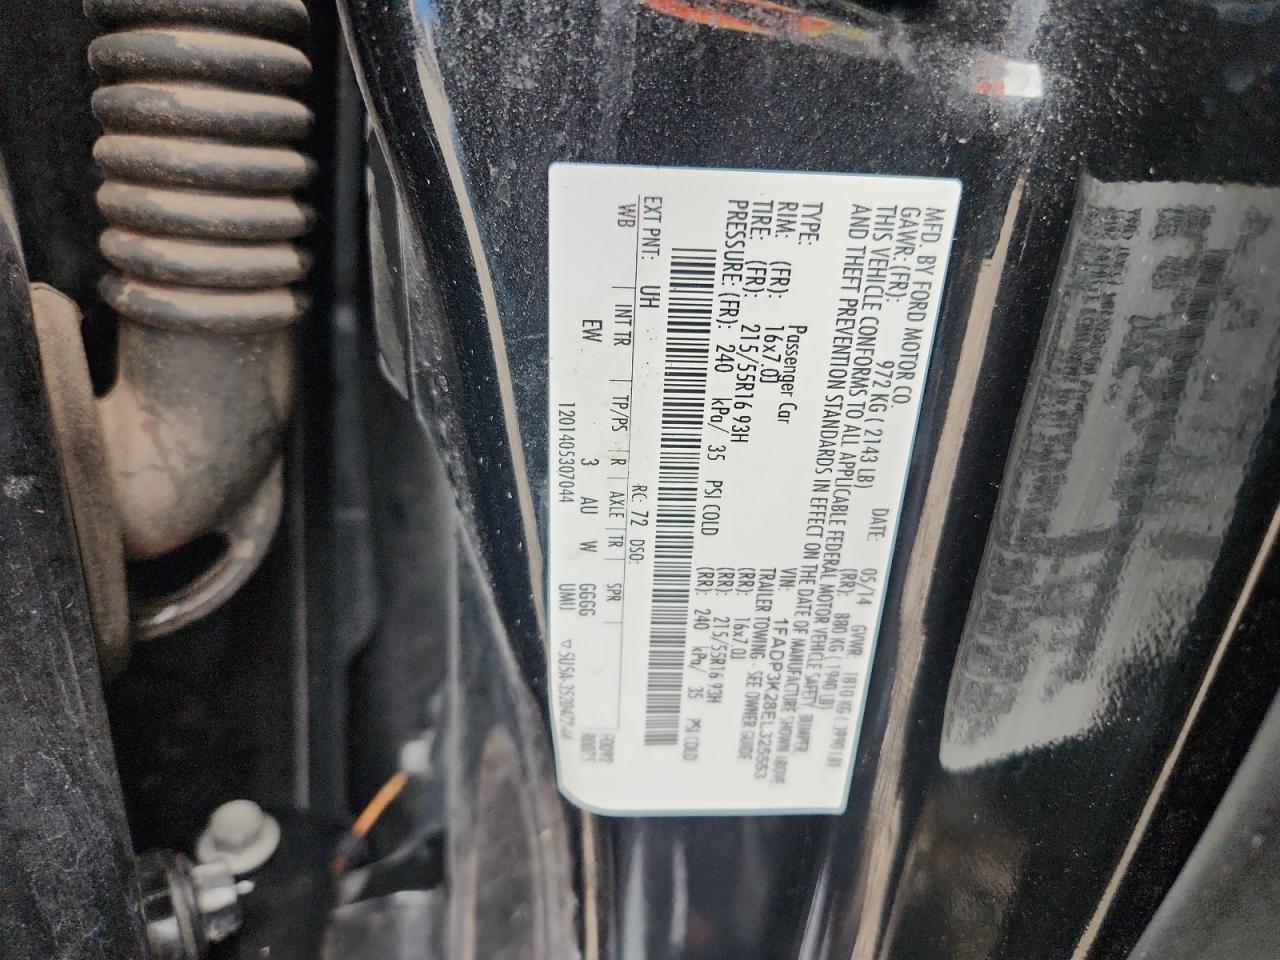 MFD. BY FORD MOTOR CO.
DATE: 05/14 GVWR: 1810 KG ( 3990 LB)
GAWR: (FR): 972 KG ( 2143 LB) (RR): 880 KG ( 1940 LB)
THIS VEHICLE CONFORMS TO ALL APPLICABLE FEDERAL MOTOR VEHICLE SAFETY BUMPER
AND THEFT PREVENTION STANDARDS IN EFFECT ON THE DATE OF MANUFACTURE SHOWN ABOVE
VIN: 1FADP3K28EL325553
TYPE: Passenger Car TRAILER TOWING - SEE OWNER GUIDE
RIM: (FR): 16x7.0J (RR): 16x7.0J
TIRE: (FR): 215/55R16 93H (RR): 215/55R16 93H
PRESSURE: (FR): 240 kPa/ 35 PSI COLD (RR): 240 kPa/ 35 PSI COLD
EXT PNT: UH RC: 72 DSO:
WB INT TR TP/PS R AXLE TR SPR
EW 3 AU W GGGG
1201405307044 UMU